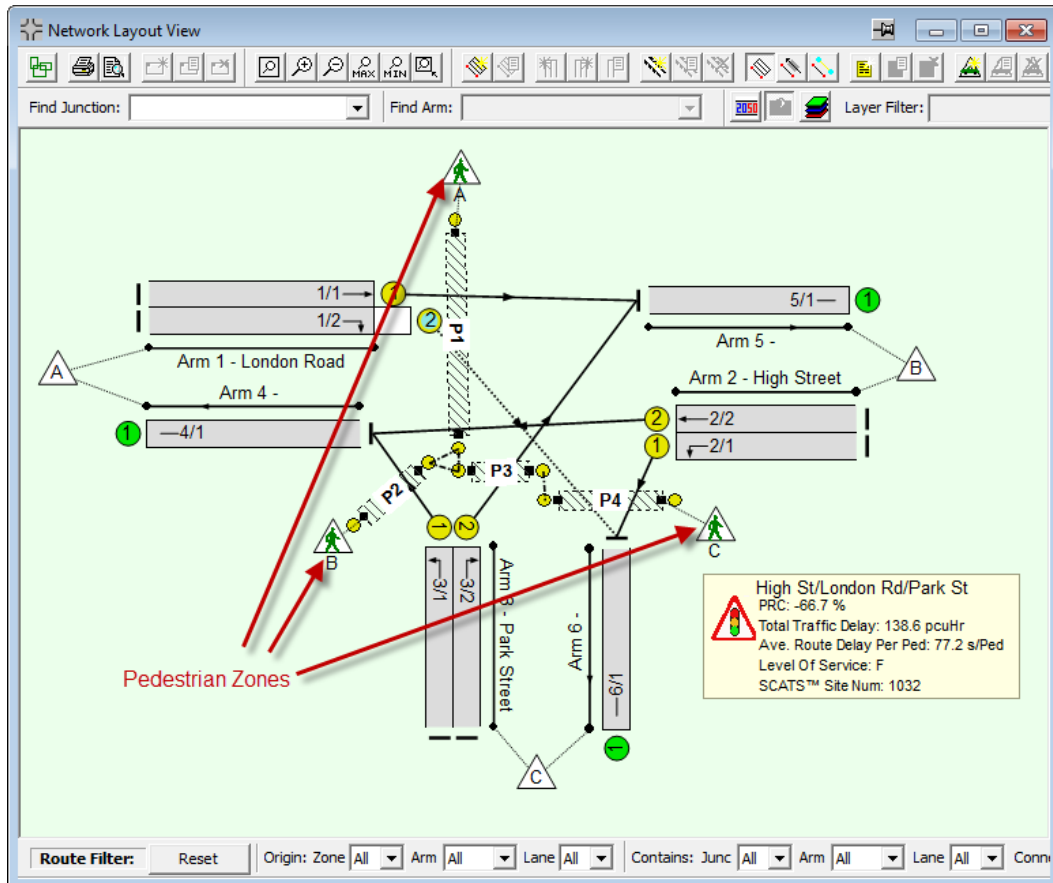 Network Layout View
MAX MIN
2050
Find Junction: Find Arm: Layer Filter:
A
1/1 1 5/1 1
1/2 2 P1
Arm 1 - London Road Arm 5 -
A B
Arm 4 - Arm 2 - High Street
1 4/1 2 2/2
1 2/1
P2 P3 P4
1 2
B C
3/1 3/2 Arm 3 - Park Street Arm 6 - 6/1
1
C
Pedestrian Zones
High St/London Rd/Park St
PRC: -66.7 %
Total Traffic Delay: 138.6 pcuHr
Ave. Route Delay Per Ped: 77.2 s/Ped
Level Of Service: F
SCATS™ Site Num: 1032
Route Filter: Reset Origin: Zone All Arm All Lane All Contains: Junc All Arm All Lane All Conne